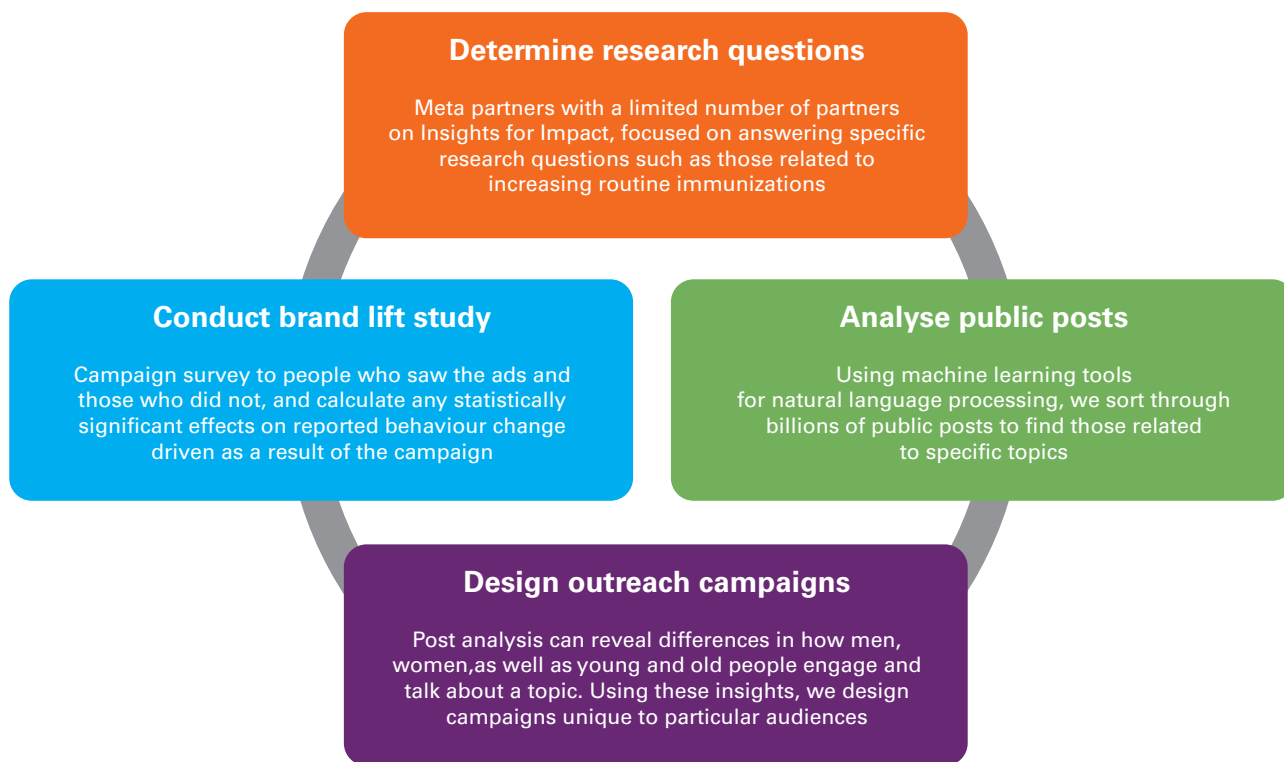 Determine research questions
Meta partners with a limited number of partners
on Insights for Impact, focused on answering specific
research questions such as those related to
increasing routine immunizations
Conduct brand lift study
Campaign survey to people who saw the ads and
those who did not, and calculate any statistically
significant effects on reported behaviour change
driven as a result of the campaign
Analyse public posts
Using machine learning tools
for natural language processing, we sort through
billions of public posts to find those related
to specific topics
Design outreach campaigns
Post analysis can reveal differences in how men,
women,as well as young and old people engage and
talk about a topic. Using these insights, we design
campaigns unique to particular audiences